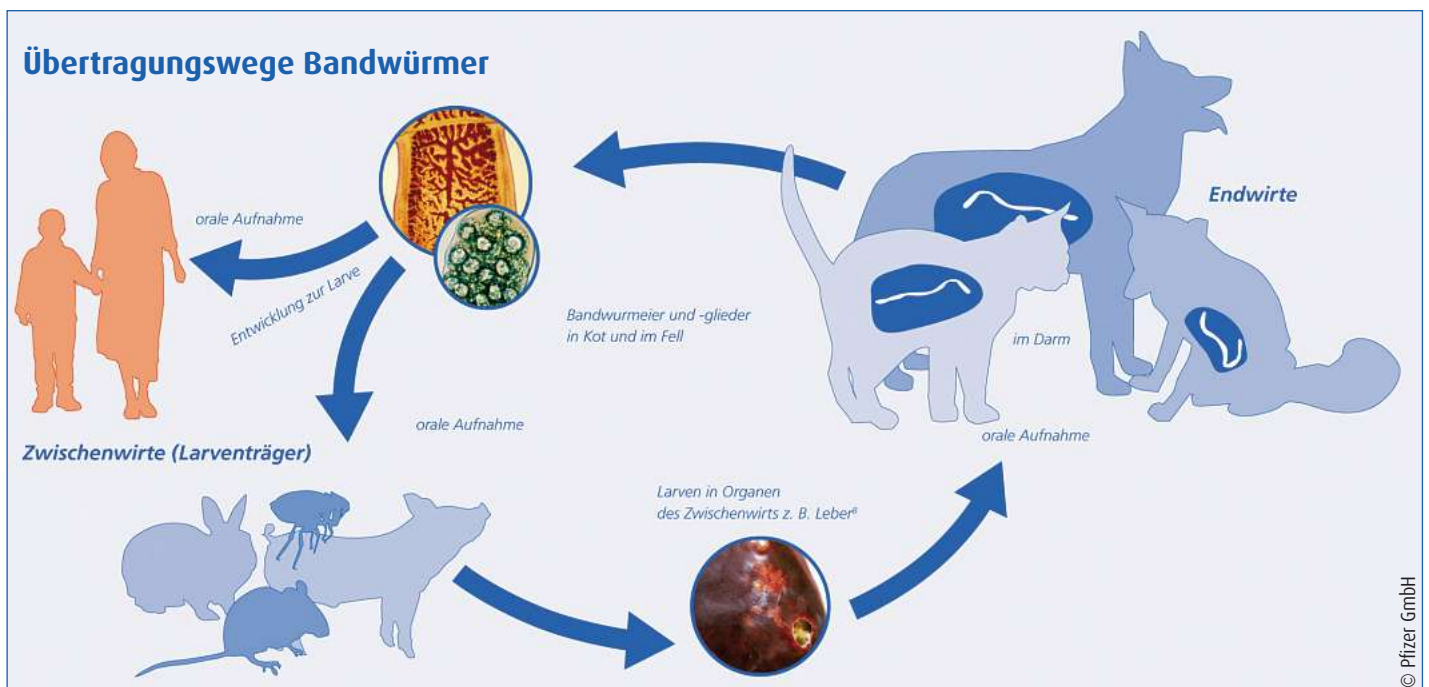 Übertragungswege Bandwürmer
Endwirte
orale Aufnahme
Entwicklung zur Larve
Bandwurmeier und -glieder
in Kot und im Fell
im Darm
orale Aufnahme
orale Aufnahme
Zwischenwirte (Larventräger)
Larven in Organen
des Zwischenwirts z. B. Leber⁸
© Pfizer GmbH